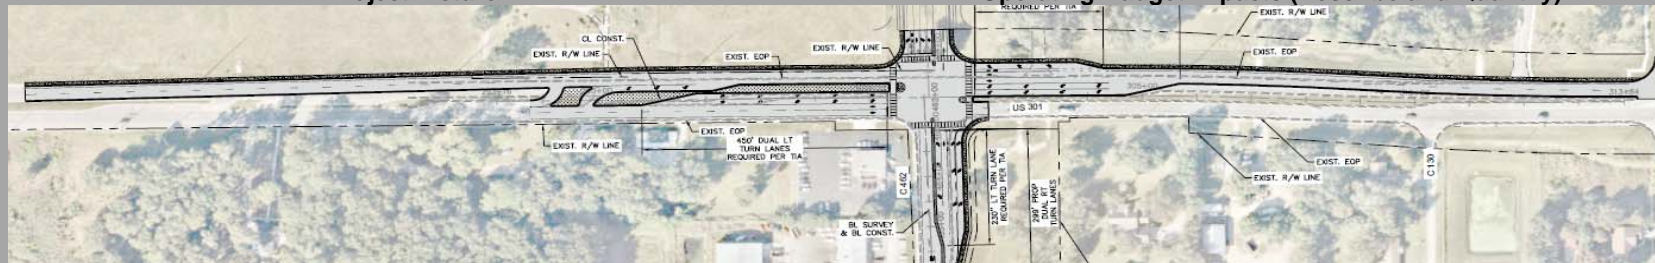 REQUIRED PER TIA
EXIST. R/W LINE
CL CONST.
EXIST. R/W LINE
EXIST. EOP
EXIST. R/W LINE
EXIST. EOP
US 301
EXIST. R/W LINE
EXIST. EOP
450' DUAL LT
TURN LANES
REQUIRED PER TIA
C 462
BL SURVEY
& BL CONST.
230' LT TURN LANE
REQUIRED PER TIA
290' PROP
DUAL RT
TURN LANES
EXIST. EOP
EXIST. R/W LINE
C 130